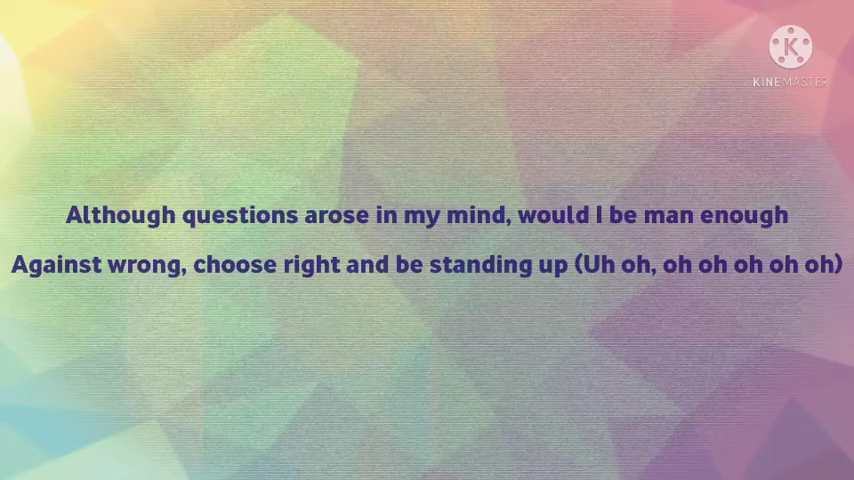 K
KINEMASTER
Although questions arose in my mind, would I be man enough
Against wrong, choose right and be standing up (Uh oh, oh oh oh oh oh)